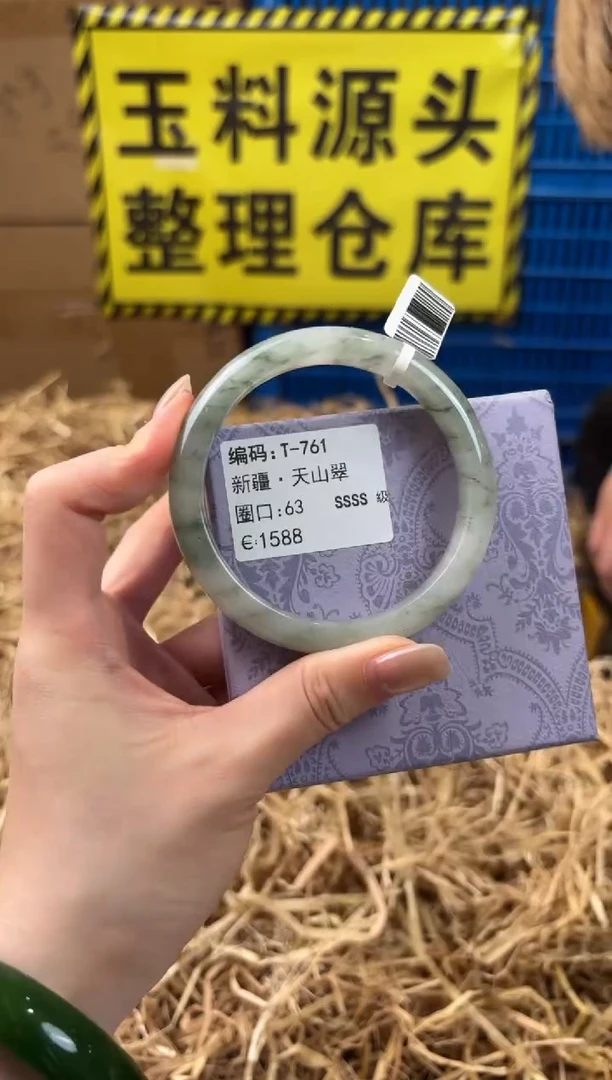 玉料源头
整理仓库
编码:T-761
新疆·天山翠
圈口:63 SSSS 级
€:1588